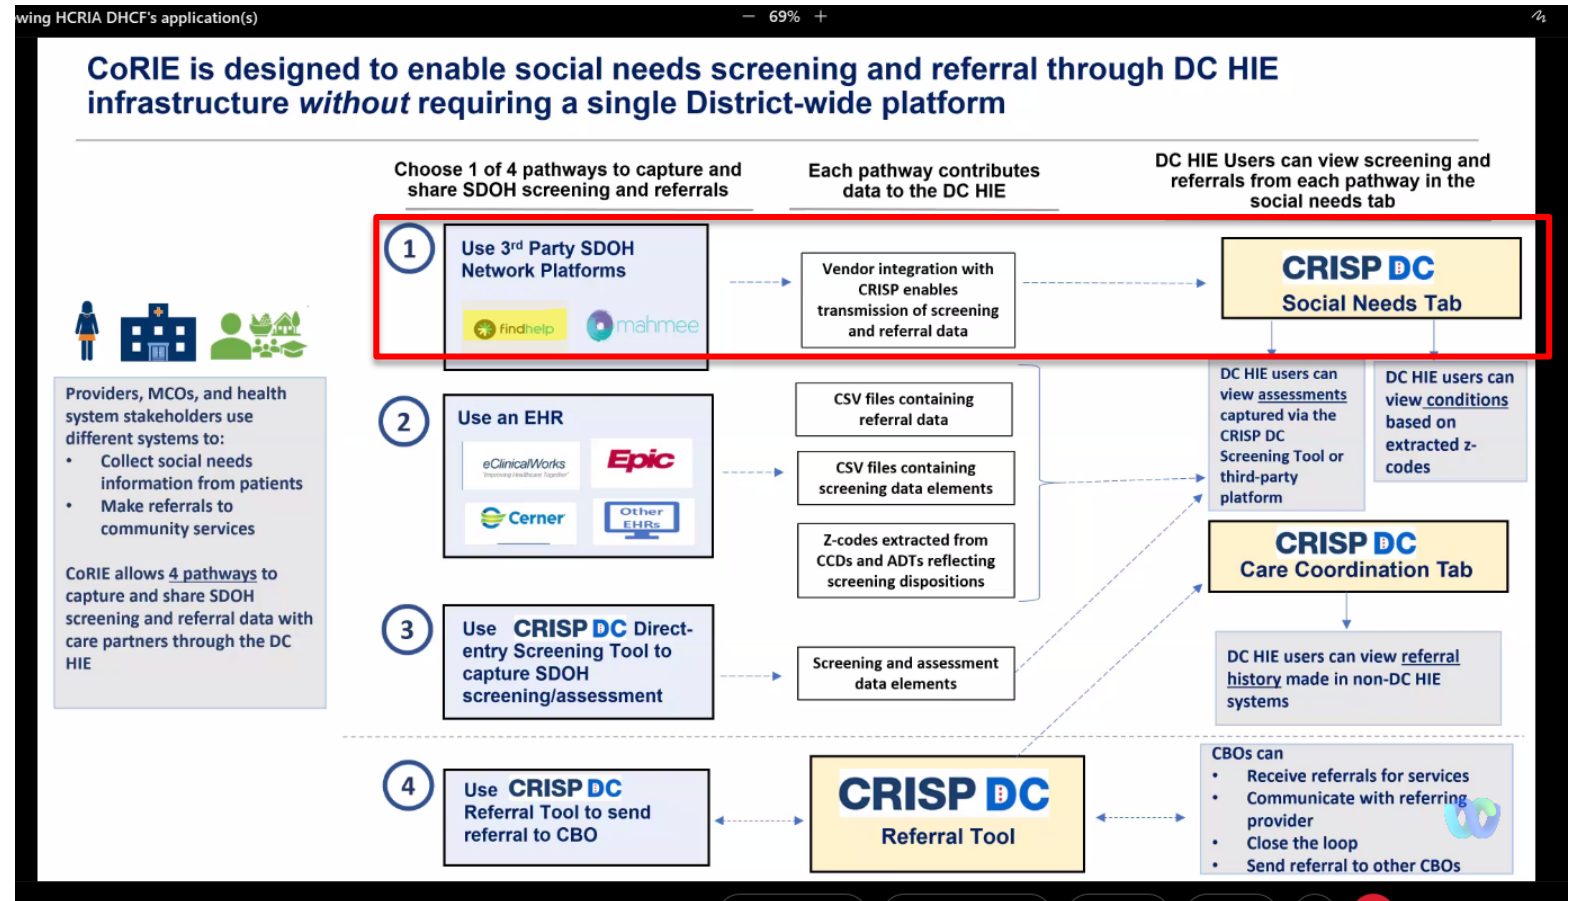 ewing HCRIA DHCF's application(s)
— 69% +
CoRIE is designed to enable social needs screening and referral through DC HIE
infrastructure without requiring a single District-wide platform
Choose 1 of 4 pathways to capture and
share SDOH screening and referrals
Each pathway contributes
data to the DC HIE
DC HIE Users can view screening and
referrals from each pathway in the
social needs tab
Providers, MCOs, and health
system stakeholders use
different systems to:
• Collect social needs
information from patients
• Make referrals to
community services
CoRIE allows 4 pathways to
capture and share SDOH
screening and referral data with
care partners through the DC
HIE
1
Use 3rd Party SDOH
Network Platforms
findhelp
mahmee
Vendor integration with
CRISP enables
transmission of screening
and referral data
CRISP DC
Social Needs Tab
DC HIE users can
view assessments
captured via the
CRISP DC
Screening Tool or
third-party
platform
DC HIE users can
view conditions
based on
extracted z-
codes
2
Use an EHR
eClinicalWorks
"Improving Healthcare Together"
Epic
Cerner
Other
EHRs
CSV files containing
referral data
CSV files containing
screening data elements
Z-codes extracted from
CCDs and ADTs reflecting
screening dispositions
CRISP DC
Care Coordination Tab
DC HIE users can view referral
history made in non-DC HIE
systems
3
Use CRISP DC Direct-
entry Screening Tool to
capture SDOH
screening/assessment
Screening and assessment
data elements
4
Use CRISP DC
Referral Tool to send
referral to CBO
CRISP DC
Referral Tool
CBOs can
• Receive referrals for services
• Communicate with referring
provider
• Close the loop
• Send referral to other CBOs